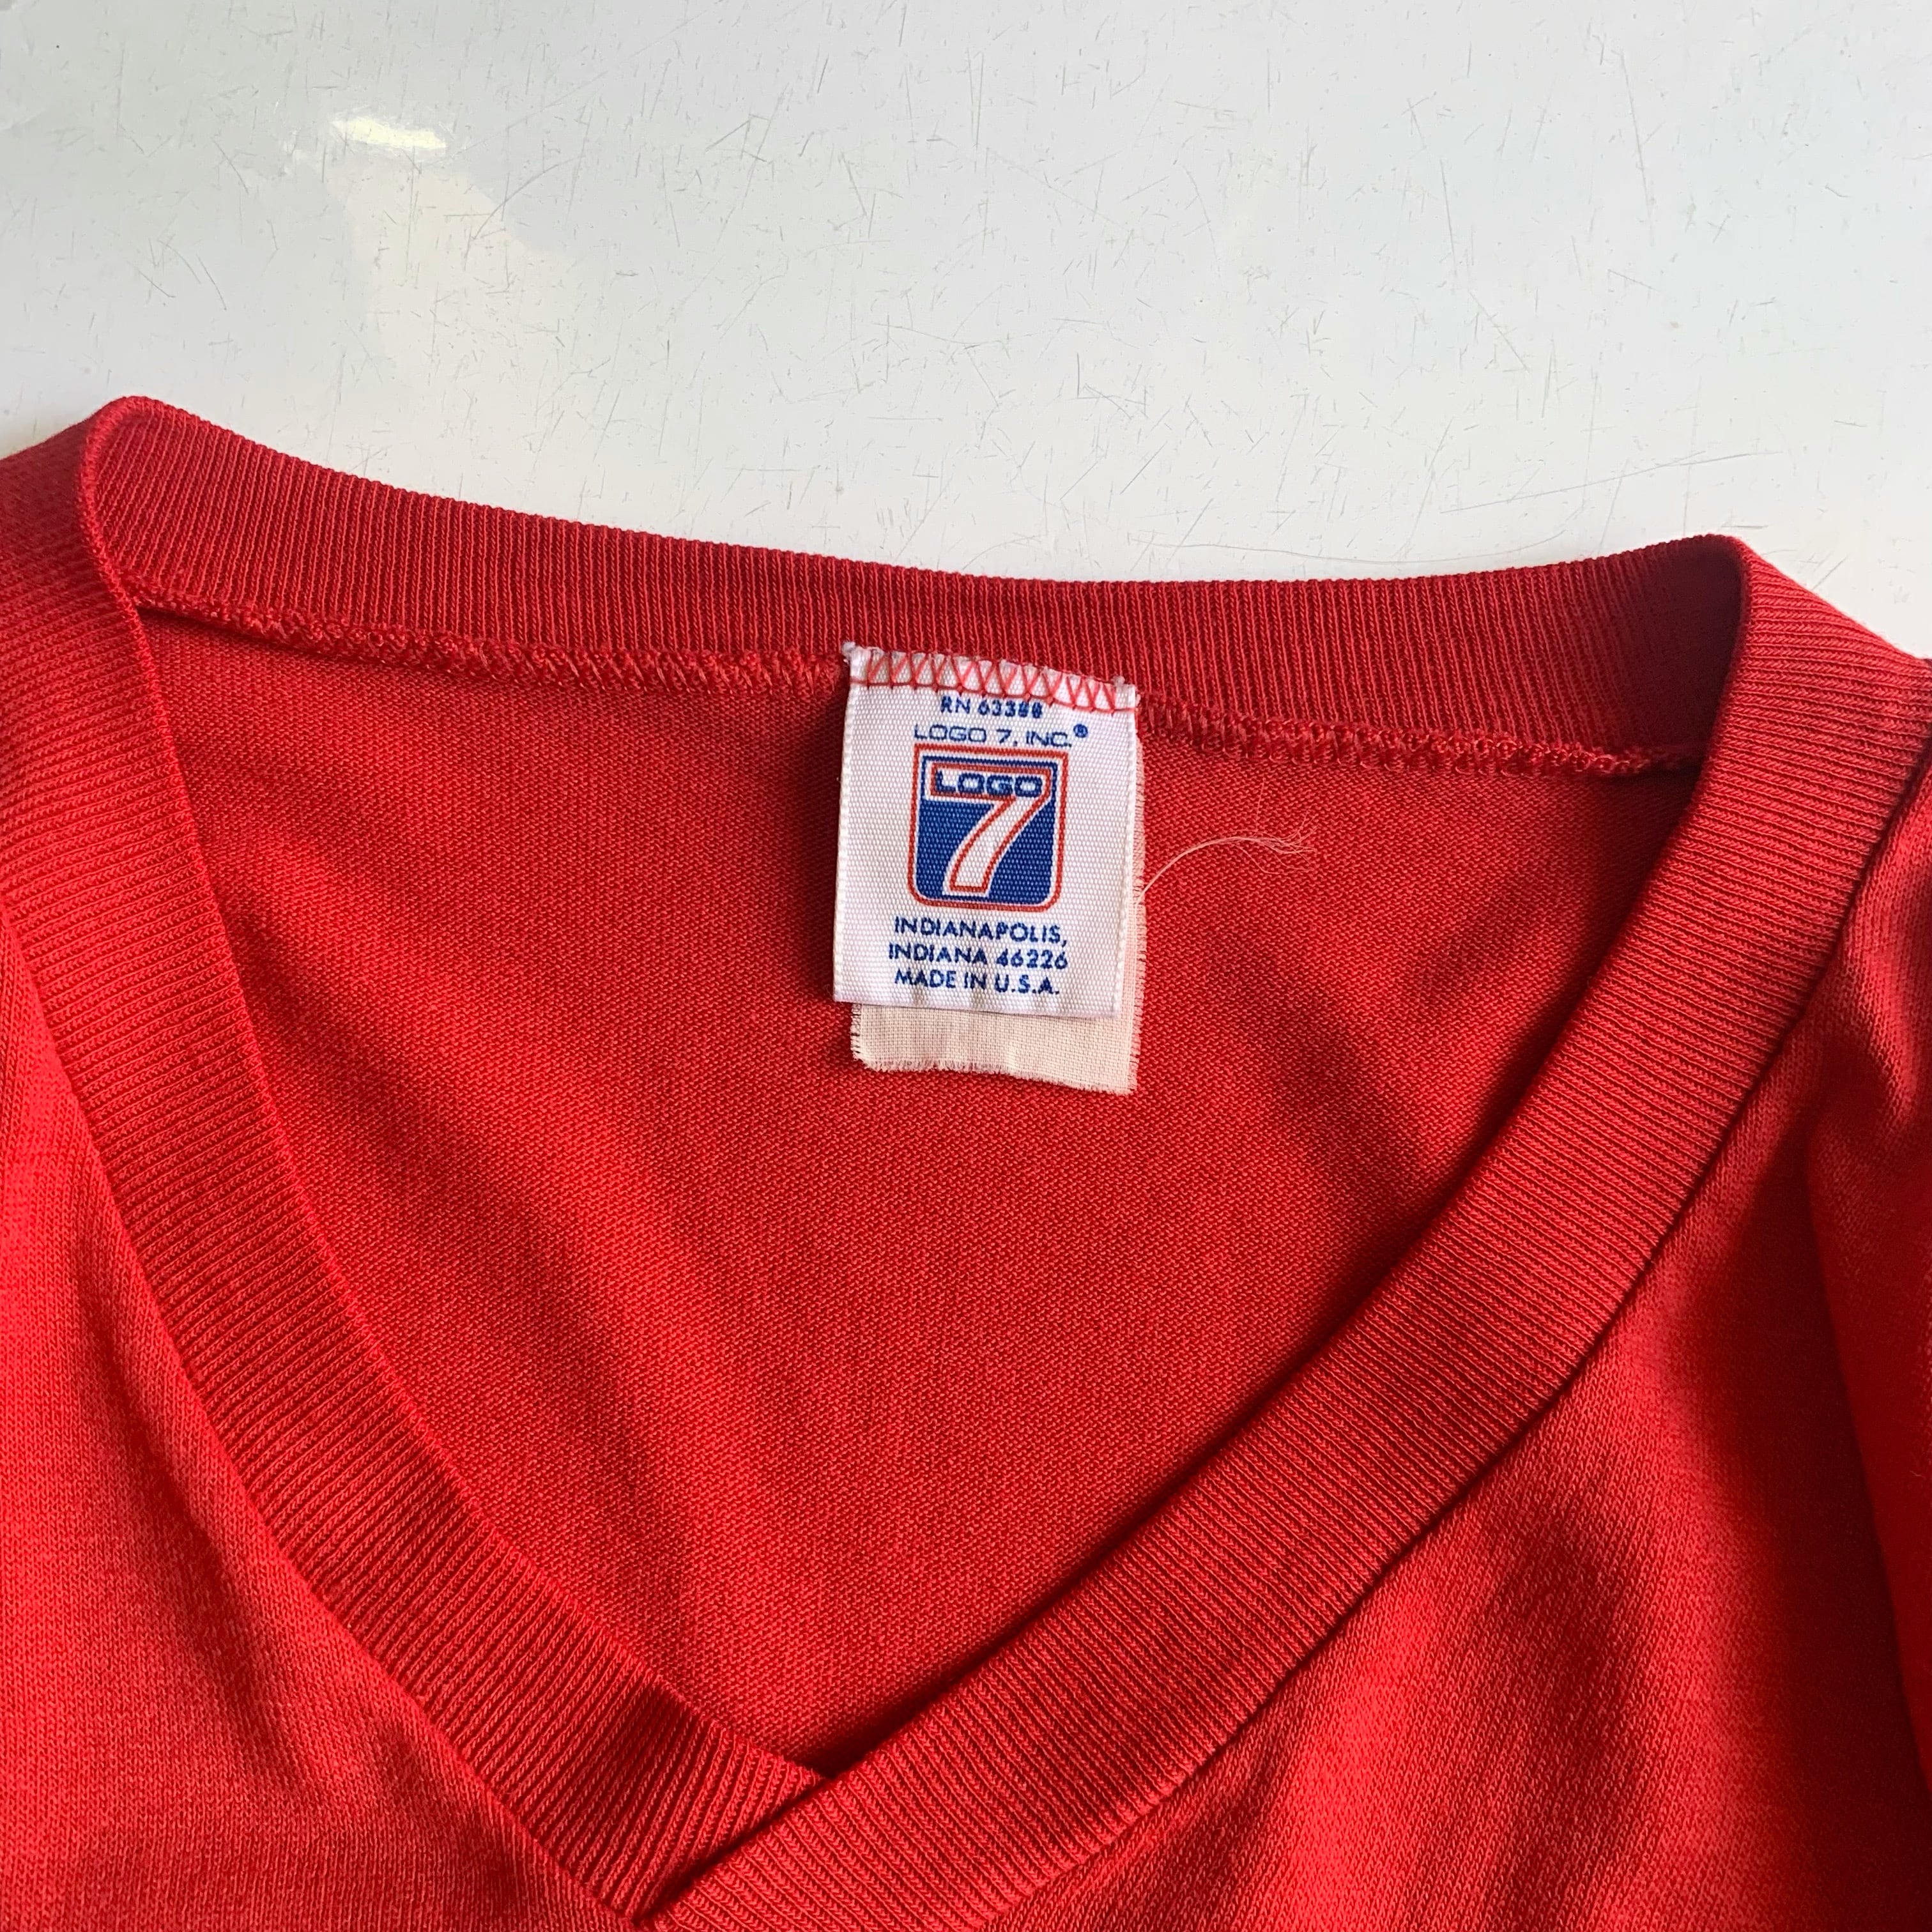 RN 63388
LOGO 7, INC.®
LOGO
7
INDIANAPOLIS,
INDIANA 46226
MADE IN U.S.A.